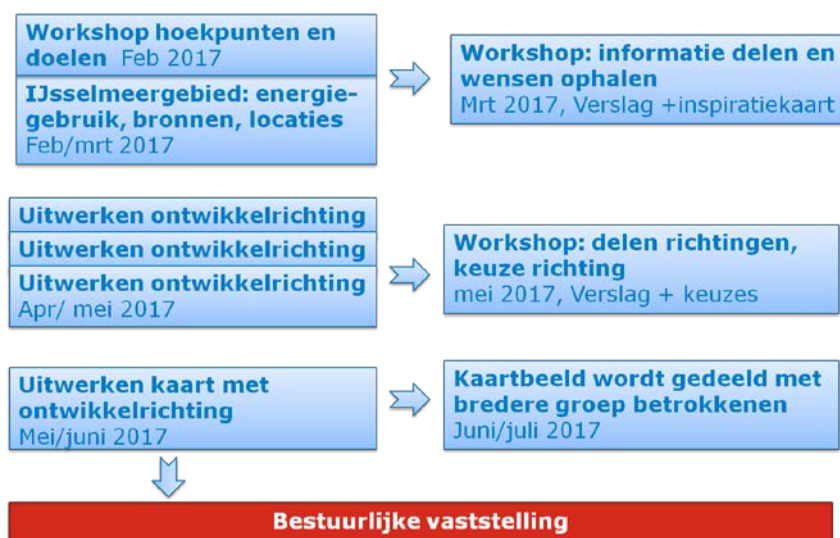 Workshop hoekpunten en
doelen Feb 2017
IJsselmeergebied: energie-
gebruik, bronnen, locaties
Feb/mrt 2017
Workshop: informatie delen en
wensen ophalen
Mrt 2017, Verslag +inspiratiekaart
Uitwerken ontwikkelrichting
Uitwerken ontwikkelrichting
Uitwerken ontwikkelrichting
Apr/ mei 2017
Workshop: delen richtingen,
keuze richting
mei 2017, Verslag + keuzes
Uitwerken kaart met
ontwikkelrichting
Mei/juni 2017
Kaartbeeld wordt gedeeld met
bredere groep betrokkenen
Juni/juli 2017
Bestuurlijke vaststelling